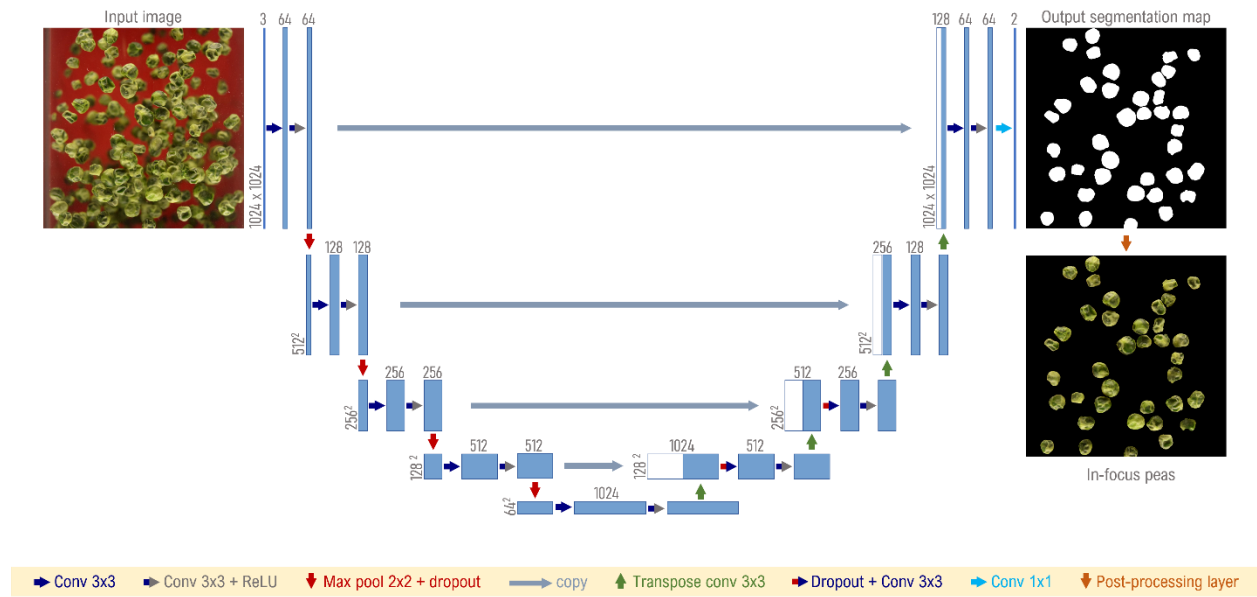 Input image
3 64 64
1024 x 1024
128 64 64 2
1024 x 1024
Output segmentation map
128 128
512²
256 128
512²
256 256
256²
512 256
256²
512 512
128²
1024 512
128²
1024
64²
In-focus peas
Conv 3x3 Conv 3x3 + ReLU Max pool 2x2 + dropout copy Transpose conv 3x3 Dropout + Conv 3x3 Conv 1x1 Post-processing layer